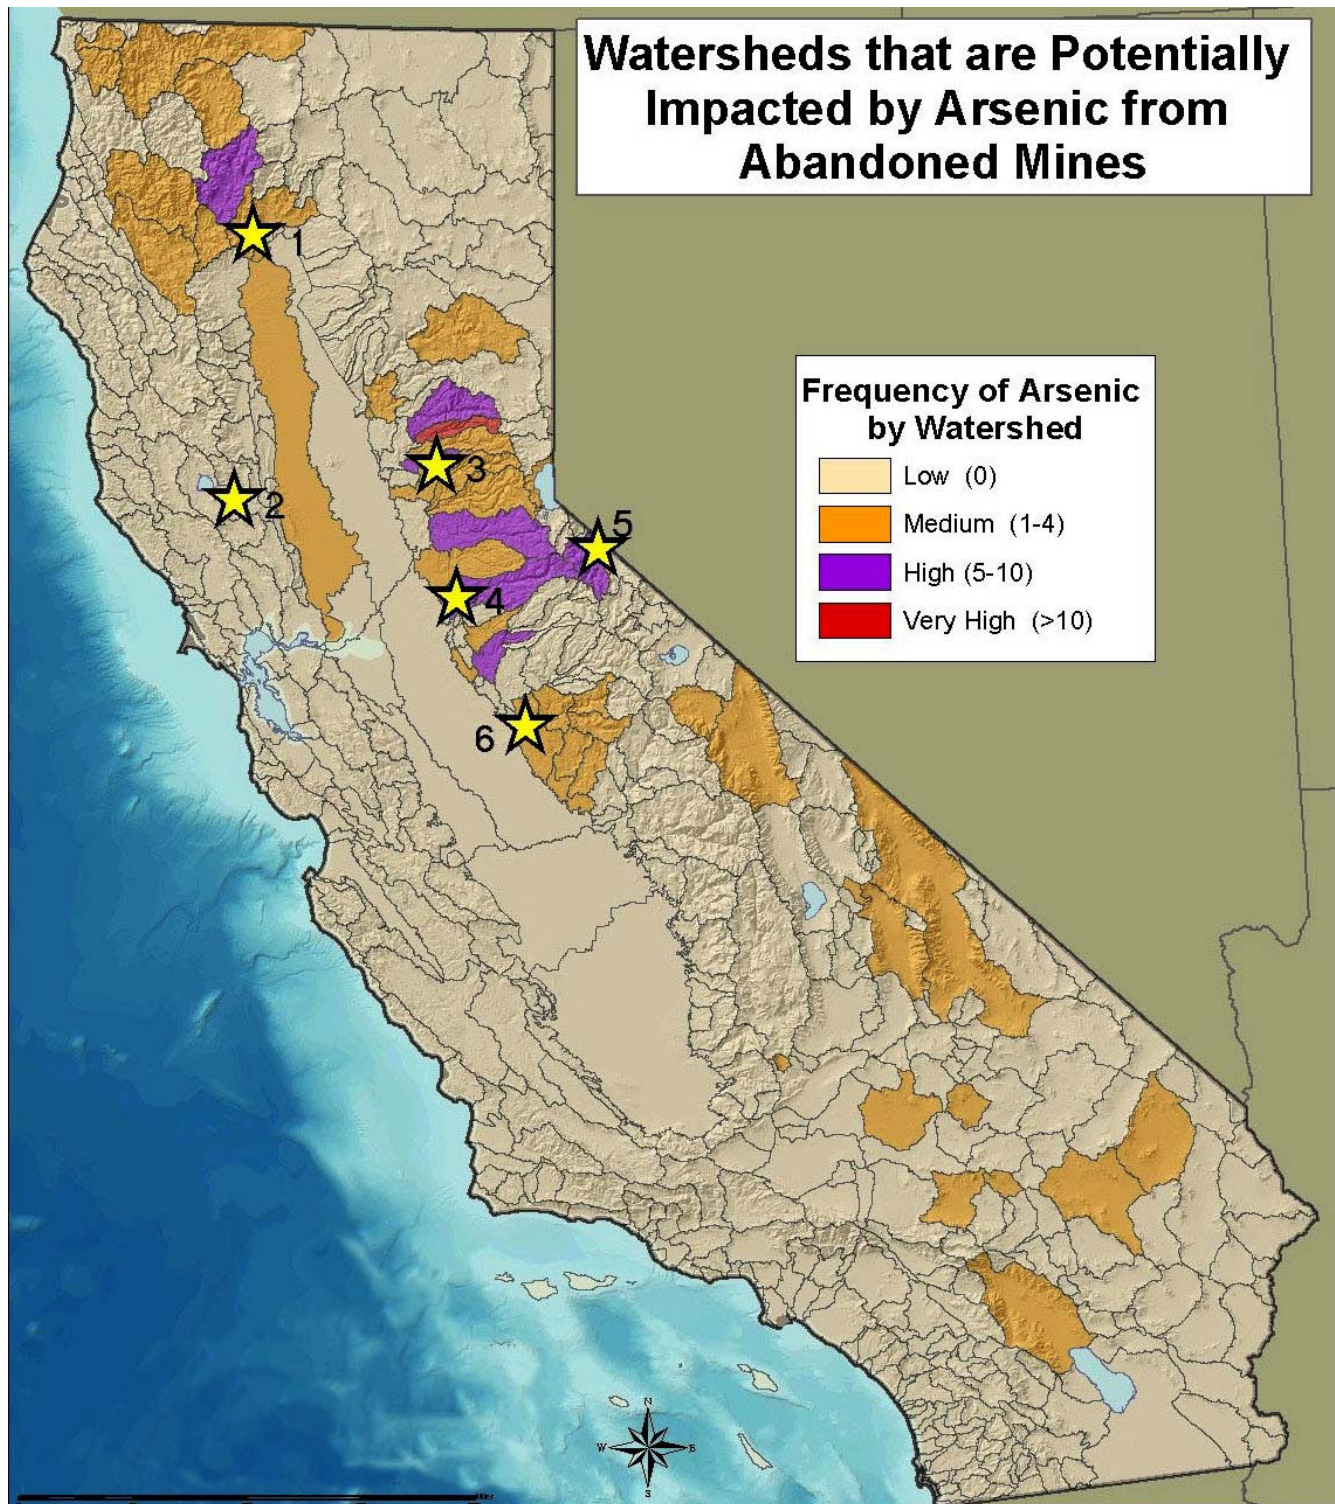 Watersheds that are Potentially
Impacted by Arsenic from
Abandoned Mines
1
Frequency of Arsenic
by Watershed
Low (0)
Medium (1-4)
High (5-10)
Very High (>10)
3
2
5
4
6
N
W
E
S